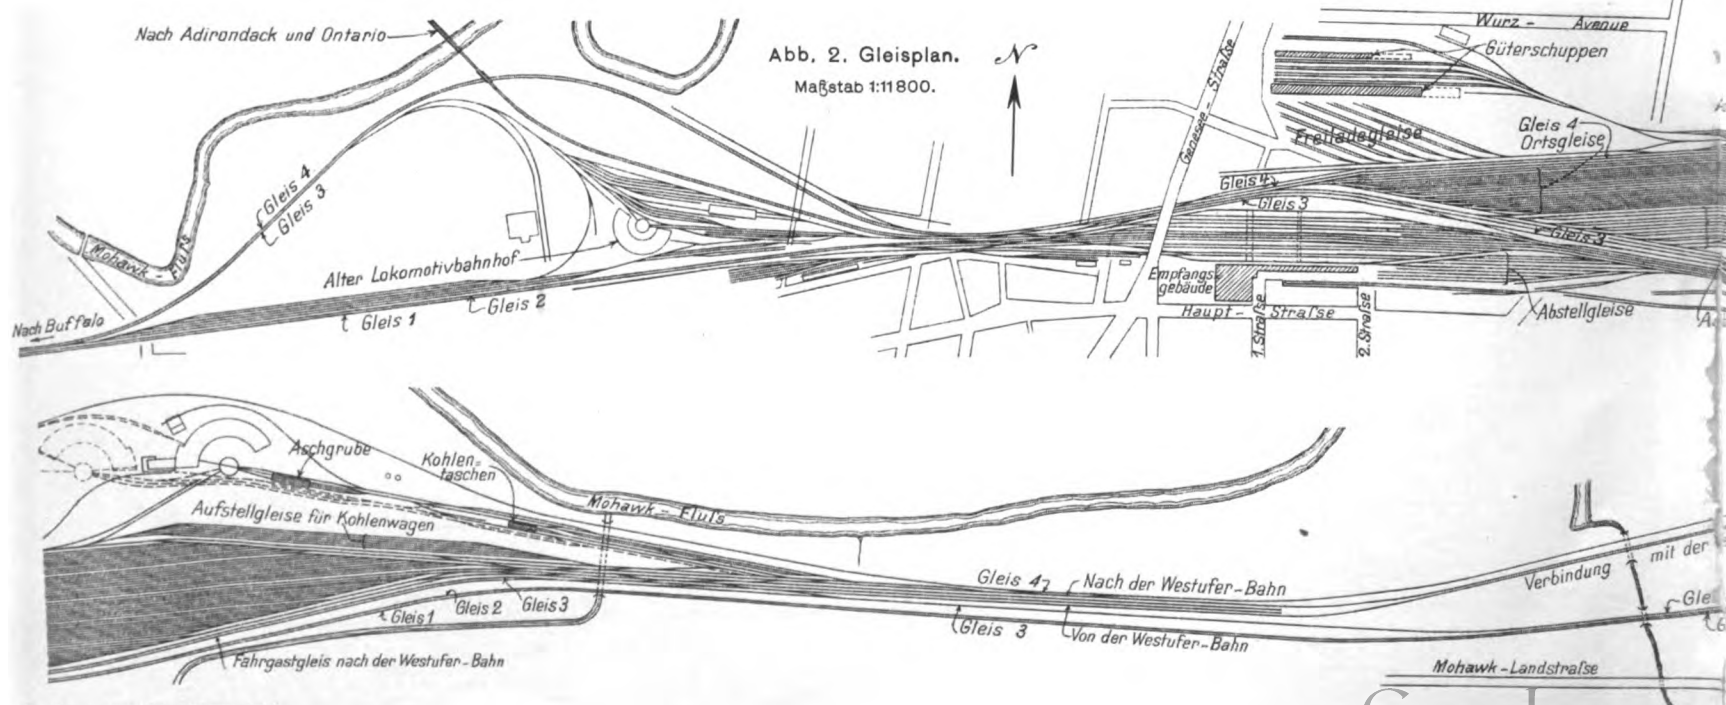 Nach Adirondack und Ontario
Abb. 2. Gleisplan.
Maßstab 1:11800.
N
Genesee-Straſse
Wurz- Avenue
Güterschuppen
Freiladegleise
Gleis 4
Ortsgleise
Gleis 4
Gleis 3
Gleis 4
Gleis 3
Gleis 3
Mohawk-Fluſs
Alter Lokomotivbahnhof
Gleis 2
Gleis 1
Nach Buffalo
Empfangs-
gebäude
Haupt- Straſse
1. Straſse
2. Straſse
Abstellgleise
Aschgrube
Kohlen=
taschen
Mohawk-Fluſs
Aufstellgleise für Kohlenwagen
Gleis 4
Nach der Westufer-Bahn
Verbindung mit der
Gleis 1
Gleis 2
Gleis 3
Gleis 3
Von der Westufer-Bahn
Fahrgastgleis nach der Westufer-Bahn
Mohawk-Landstraſse